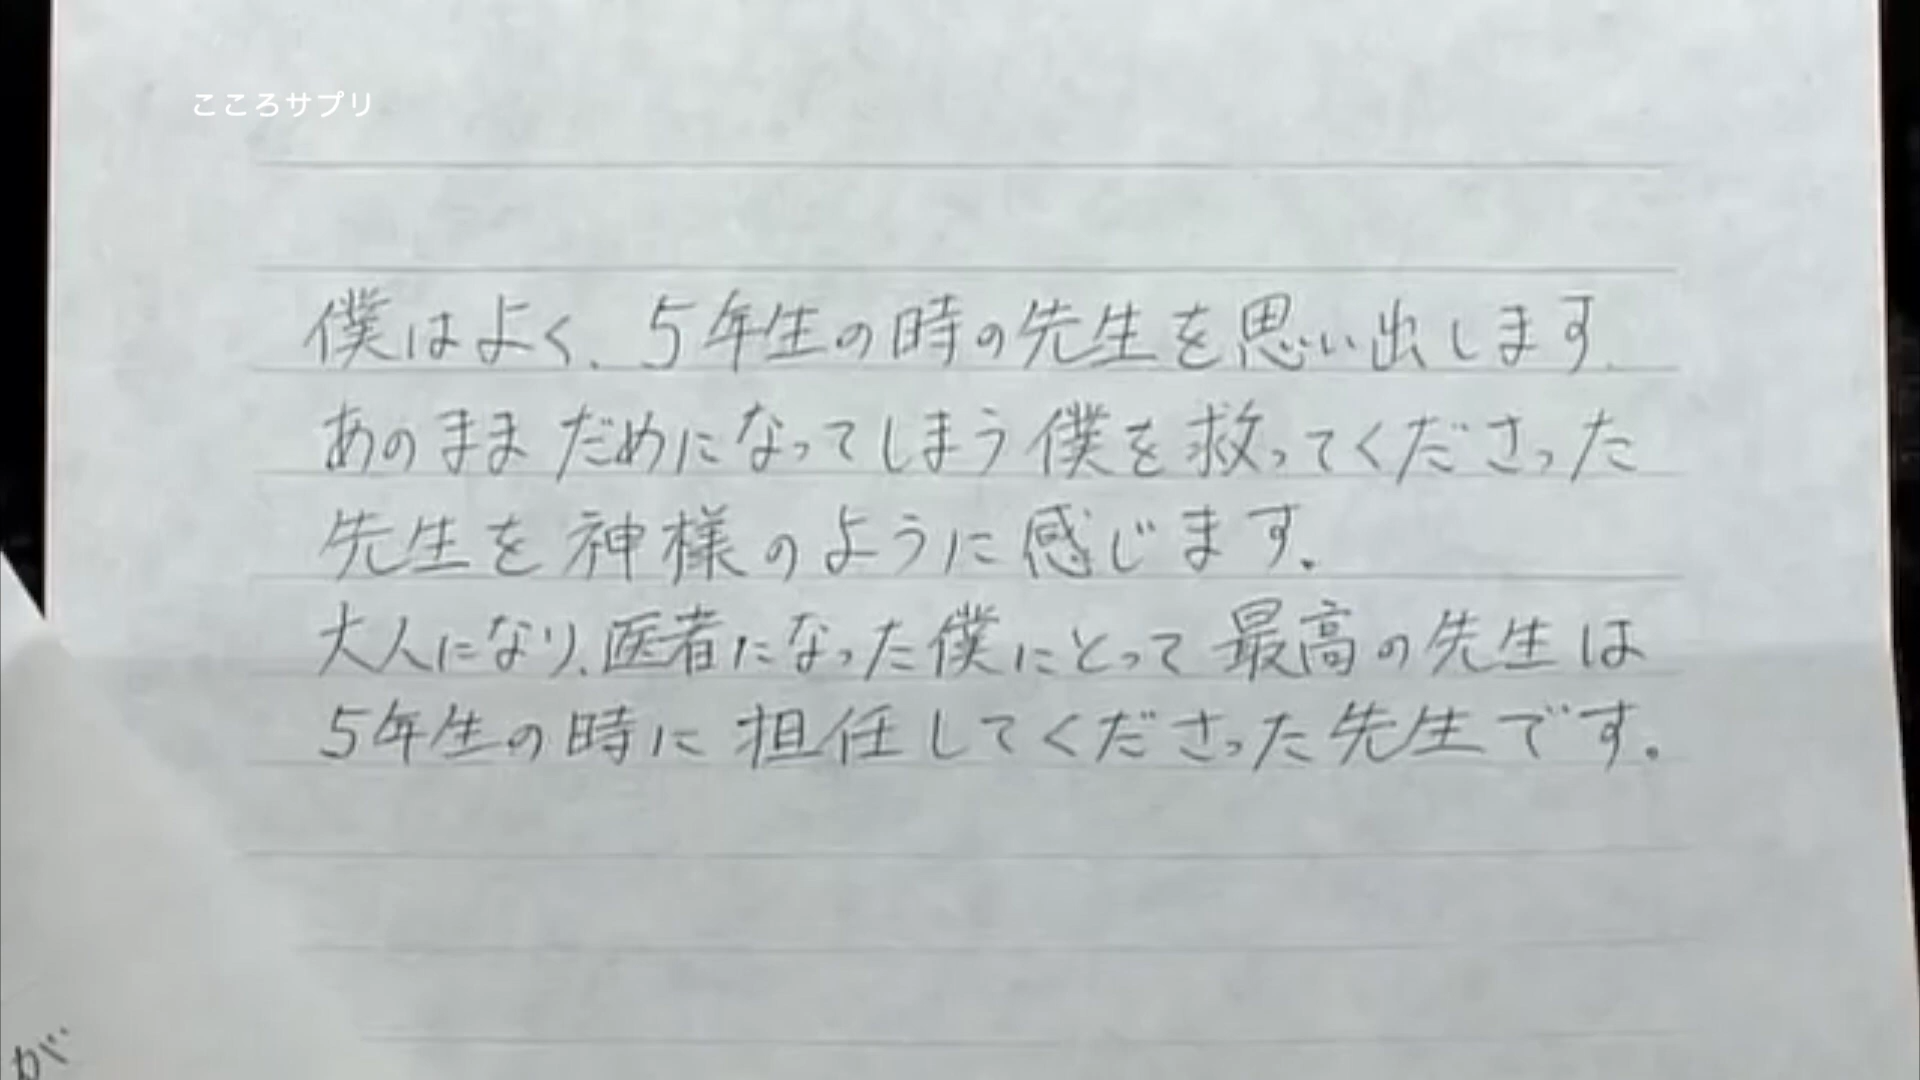 こころサプリ
僕はよく、5年生の時の先生を思い出します.
あのままだめになってしまう僕を救ってくださった
先生を神様のように感じます.
大人になり、医者になった僕にとって最高の先生は
5年生の時に担任してくださった先生です。
が